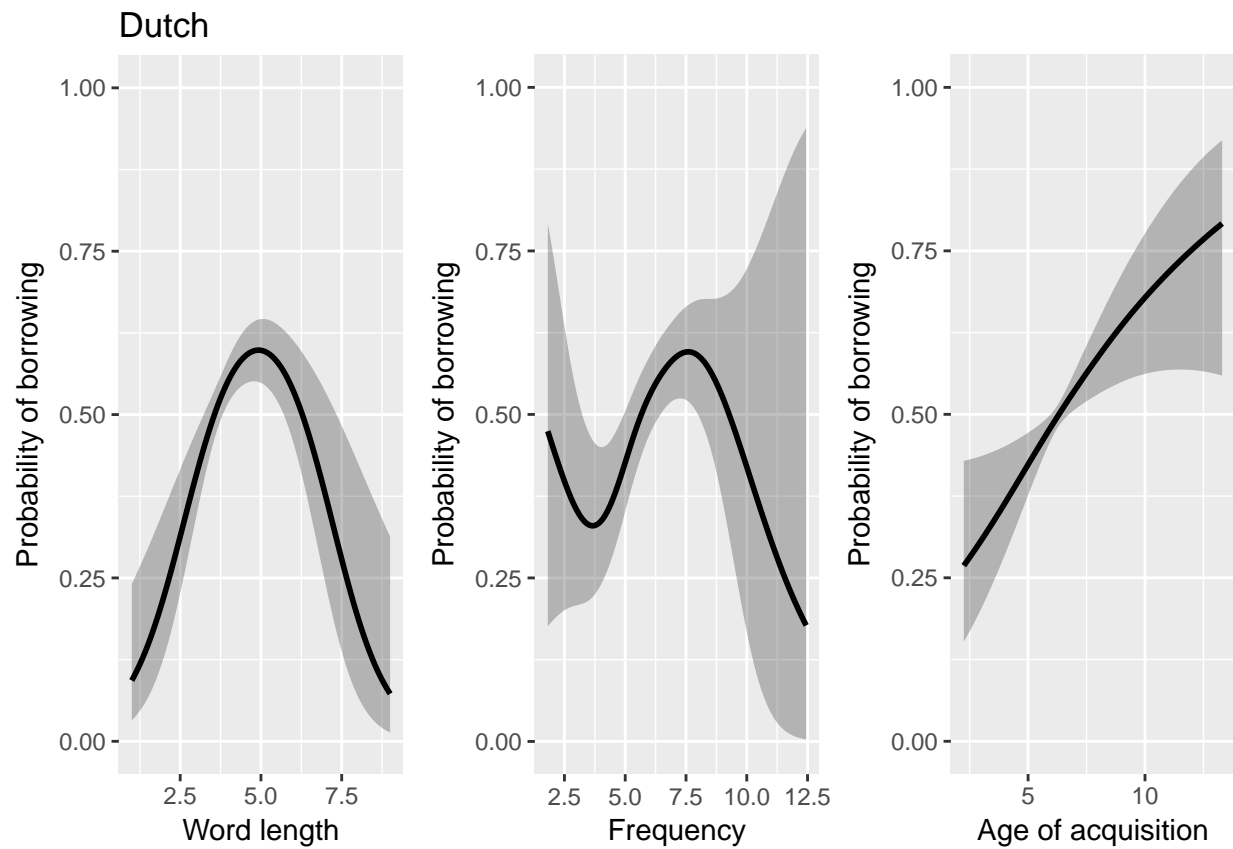 Dutch
Probability of borrowing
1.00
0.75
0.50
0.25
0.00
2.5 5.0 7.5
Word length
Probability of borrowing
1.00
0.75
0.50
0.25
0.00
2.5 5.0 7.5 10.0 12.5
Frequency
Probability of borrowing
1.00
0.75
0.50
0.25
0.00
5 10
Age of acquisition